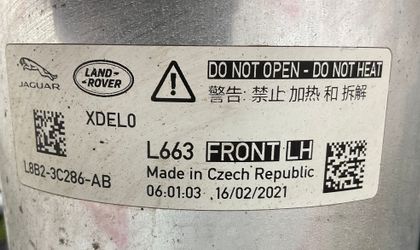 JAGUAR
LAND-
ROVER
DO NOT OPEN - DO NOT HEAT
警告: 禁止 加热 和 拆解
XDEL0
L8B2-3C286-AB
L663 FRONT LH
Made in Czech Republic
06:01:03 16/02/2021